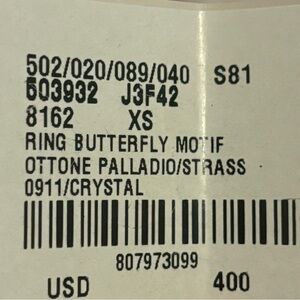 502/020/089/040 S81
503932 J3F42
8162 XS
RING BUTTERFLY MOTIF
OTTONE PALLADIO/STRASS
0911/CRYSTAL
807973099
USD 400